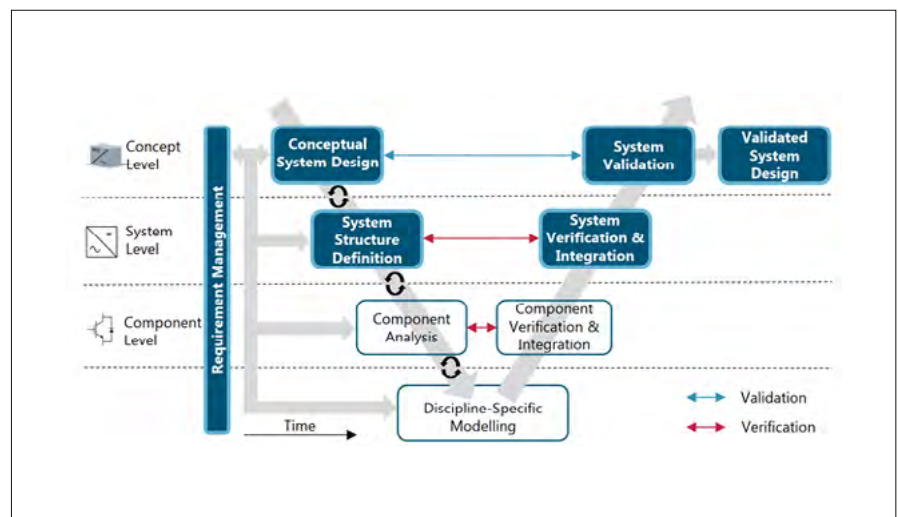 Concept
Level
Requirement Management
Conceptual
System Design
System
Validation
Validated
System
Design
System
Level
System
Structure
Definition
System
Verification &
Integration
Component
Level
Component
Analysis
Component
Verification &
Integration
Discipline-Specific
Modelling
Time
Validation
Verification